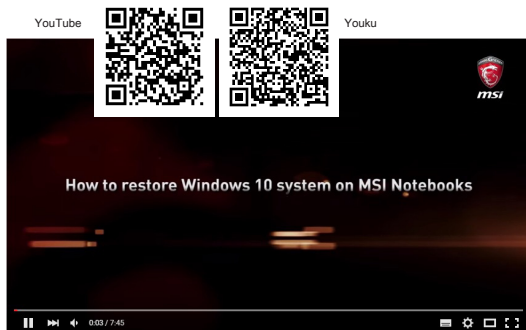 YouTube
Youku
msi
How to restore Windows 10 system on MSI Notebooks
0:03 / 7:45